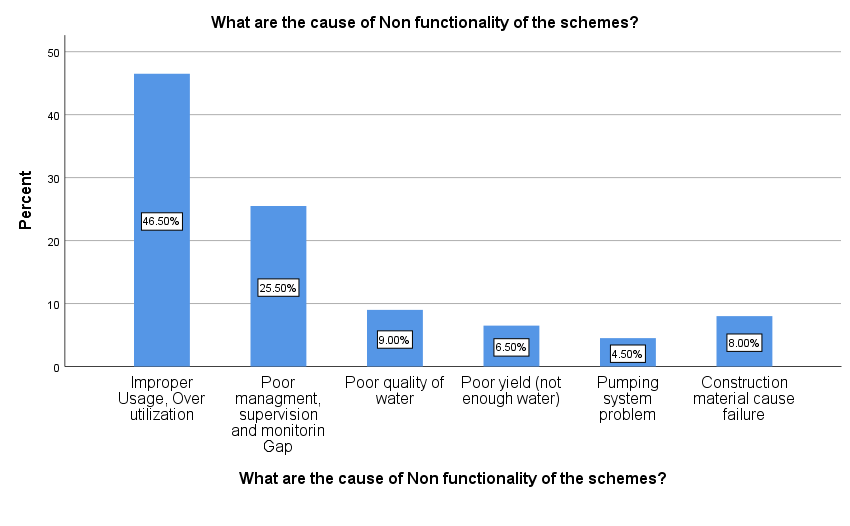 What are the cause of Non functionality of the schemes?
50
40
30
20
10
0
Percent
46.50%
25.50%
9.00%
6.50%
4.50%
8.00%
Improper
Usage, Over
utilization
Poor
managment,
supervision
and monitorin
Gap
Poor quality of
water
Poor yield (not
enough water)
Pumping
system
problem
Construction
material cause
failure
What are the cause of Non functionality of the schemes?